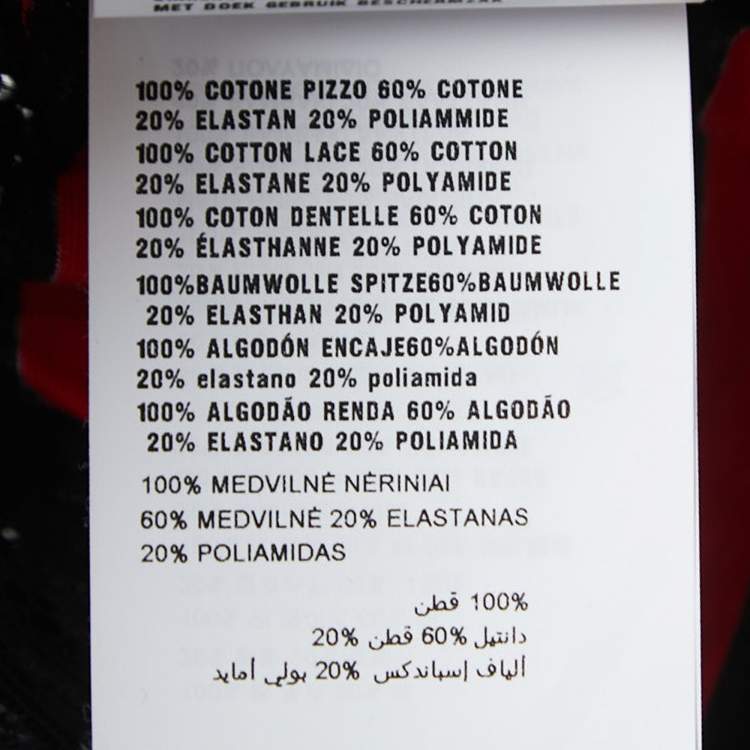 MET DOEK GEBRUIK
100% COTONE PIZZO 60% COTONE
20% ELASTAN 20% POLIAMMIDE
100% COTTON LACE 60% COTTON
20% ELASTANE 20% POLYAMIDE
100% COTON DENTELLE 60% COTON
20% ÉLASTHANNE 20% POLYAMIDE
100%BAUMWOLLE SPITZE60%BAUMWOLLE
20% ELASTHAN 20% POLYAMID
100% ALGODÓN ENCAJE60%ALGODÓN
20% elastano 20% poliamida
100% ALGODÃO RENDA 60% ALGODÃO
20% ELASTANO 20% POLIAMIDA
100% MEDVILNĖ NĖRINIAI
60% MEDVILNĖ 20% ELASTANAS
20% POLIAMIDAS
100% قطن
دانتيل 60% قطن 20%
ألياف إسباندكس 20% بولي أمايد